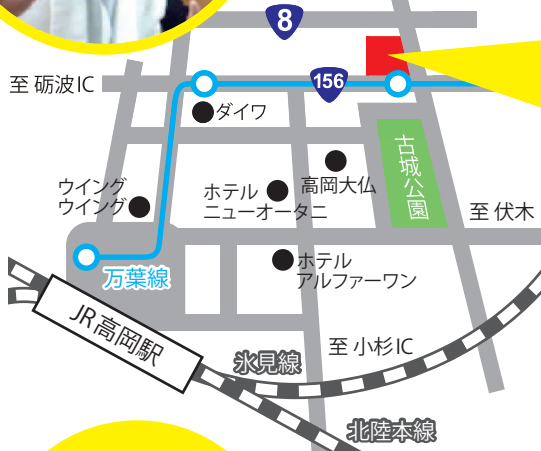 8
至 砺波IC
156
ダイワ
古城公園
高岡大仏
ウイング
ウイング
ホテル
ニューオータニ
至 伏木
ホテル
アルファーワン
万葉線
JR高岡駅
至 小杉IC
氷見線
北陸本線